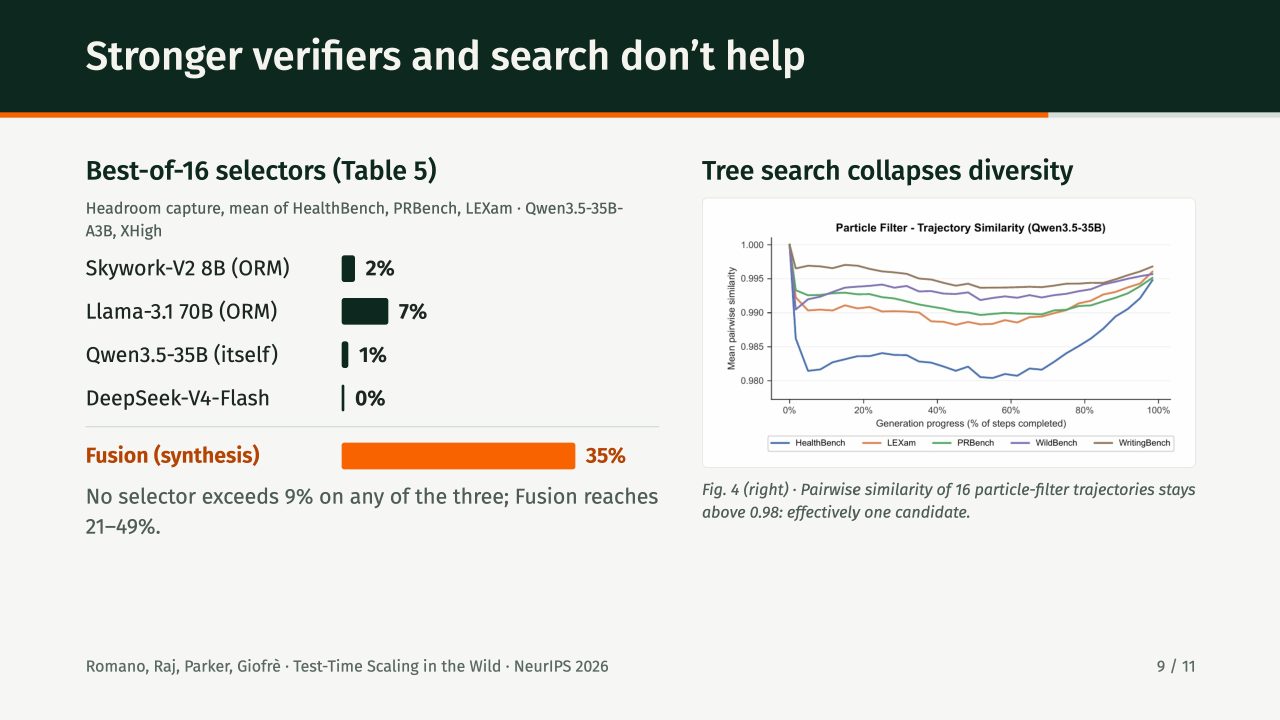 Stronger verifiers and search don’t help
Best-of-16 selectors (Table 5)
Headroom capture, mean of HealthBench, PRBench, LEXam · Qwen3.5-35B-
A3B, XHigh
Skywork-V2 8B (ORM) 2%
Llama-3.1 70B (ORM) 7%
Qwen3.5-35B (itself) 1%
DeepSeek-V4-Flash 0%
Fusion (synthesis) 35%
No selector exceeds 9% on any of the three; Fusion reaches
21–49%.
Tree search collapses diversity
Particle Filter - Trajectory Similarity (Qwen3.5-35B)
Mean pairwise similarity
1.000
0.995
0.990
0.985
0.980
0% 20% 40% 60% 80% 100%
Generation progress (% of steps completed)
HealthBench LEXam PRBench WildBench WritingBench
Fig. 4 (right) · Pairwise similarity of 16 particle-filter trajectories stays
above 0.98: effectively one candidate.
Romano, Raj, Parker, Giofrè · Test-Time Scaling in the Wild · NeurIPS 2026
9 / 11